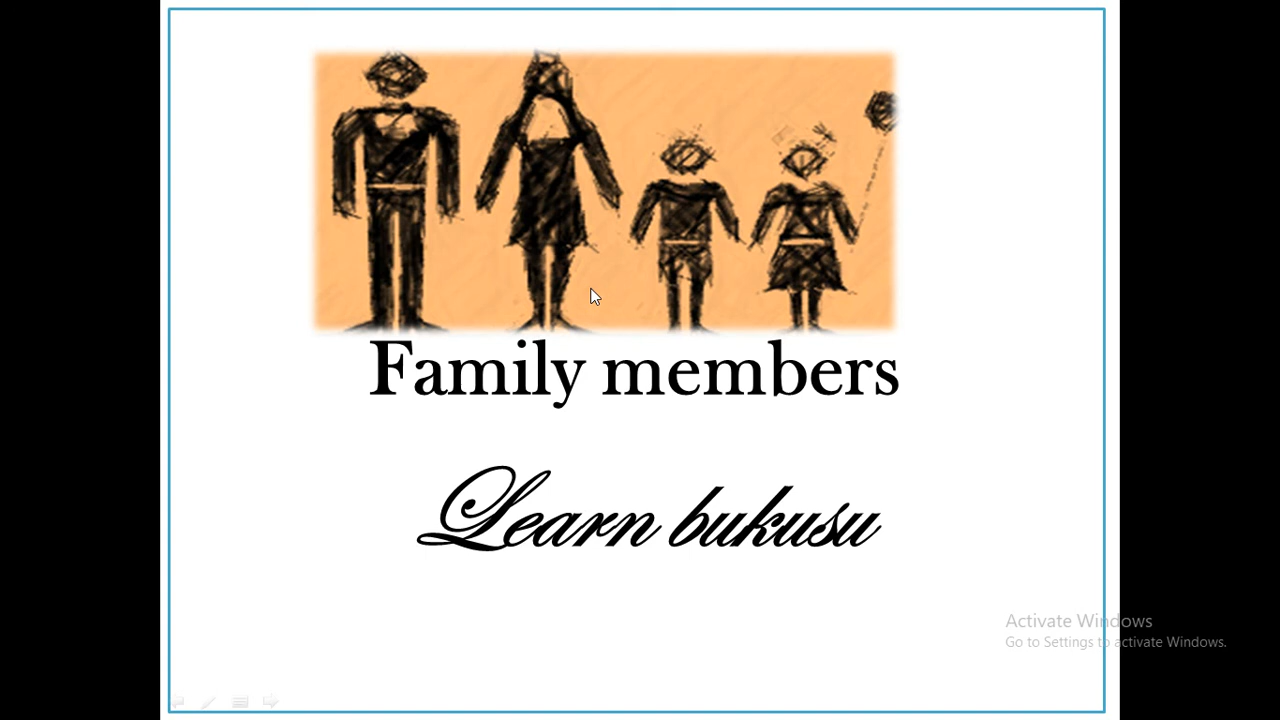 Family members
Learn bukusu
Activate Windows
Go to Settings to activate Windows.